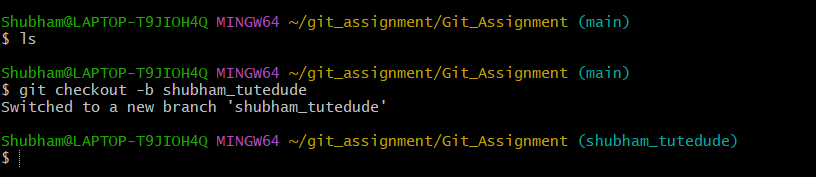 Shubham@LAPTOP-T9JIOH4Q MINGW64 ~/git_assignment/Git_Assignment (main)
$ ls
Shubham@LAPTOP-T9JIOH4Q MINGW64 ~/git_assignment/Git_Assignment (main)
$ git checkout -b shubham_tutedude
Switched to a new branch 'shubham_tutedude'
Shubham@LAPTOP-T9JIOH4Q MINGW64 ~/git_assignment/Git_Assignment (shubham_tutedude)
$